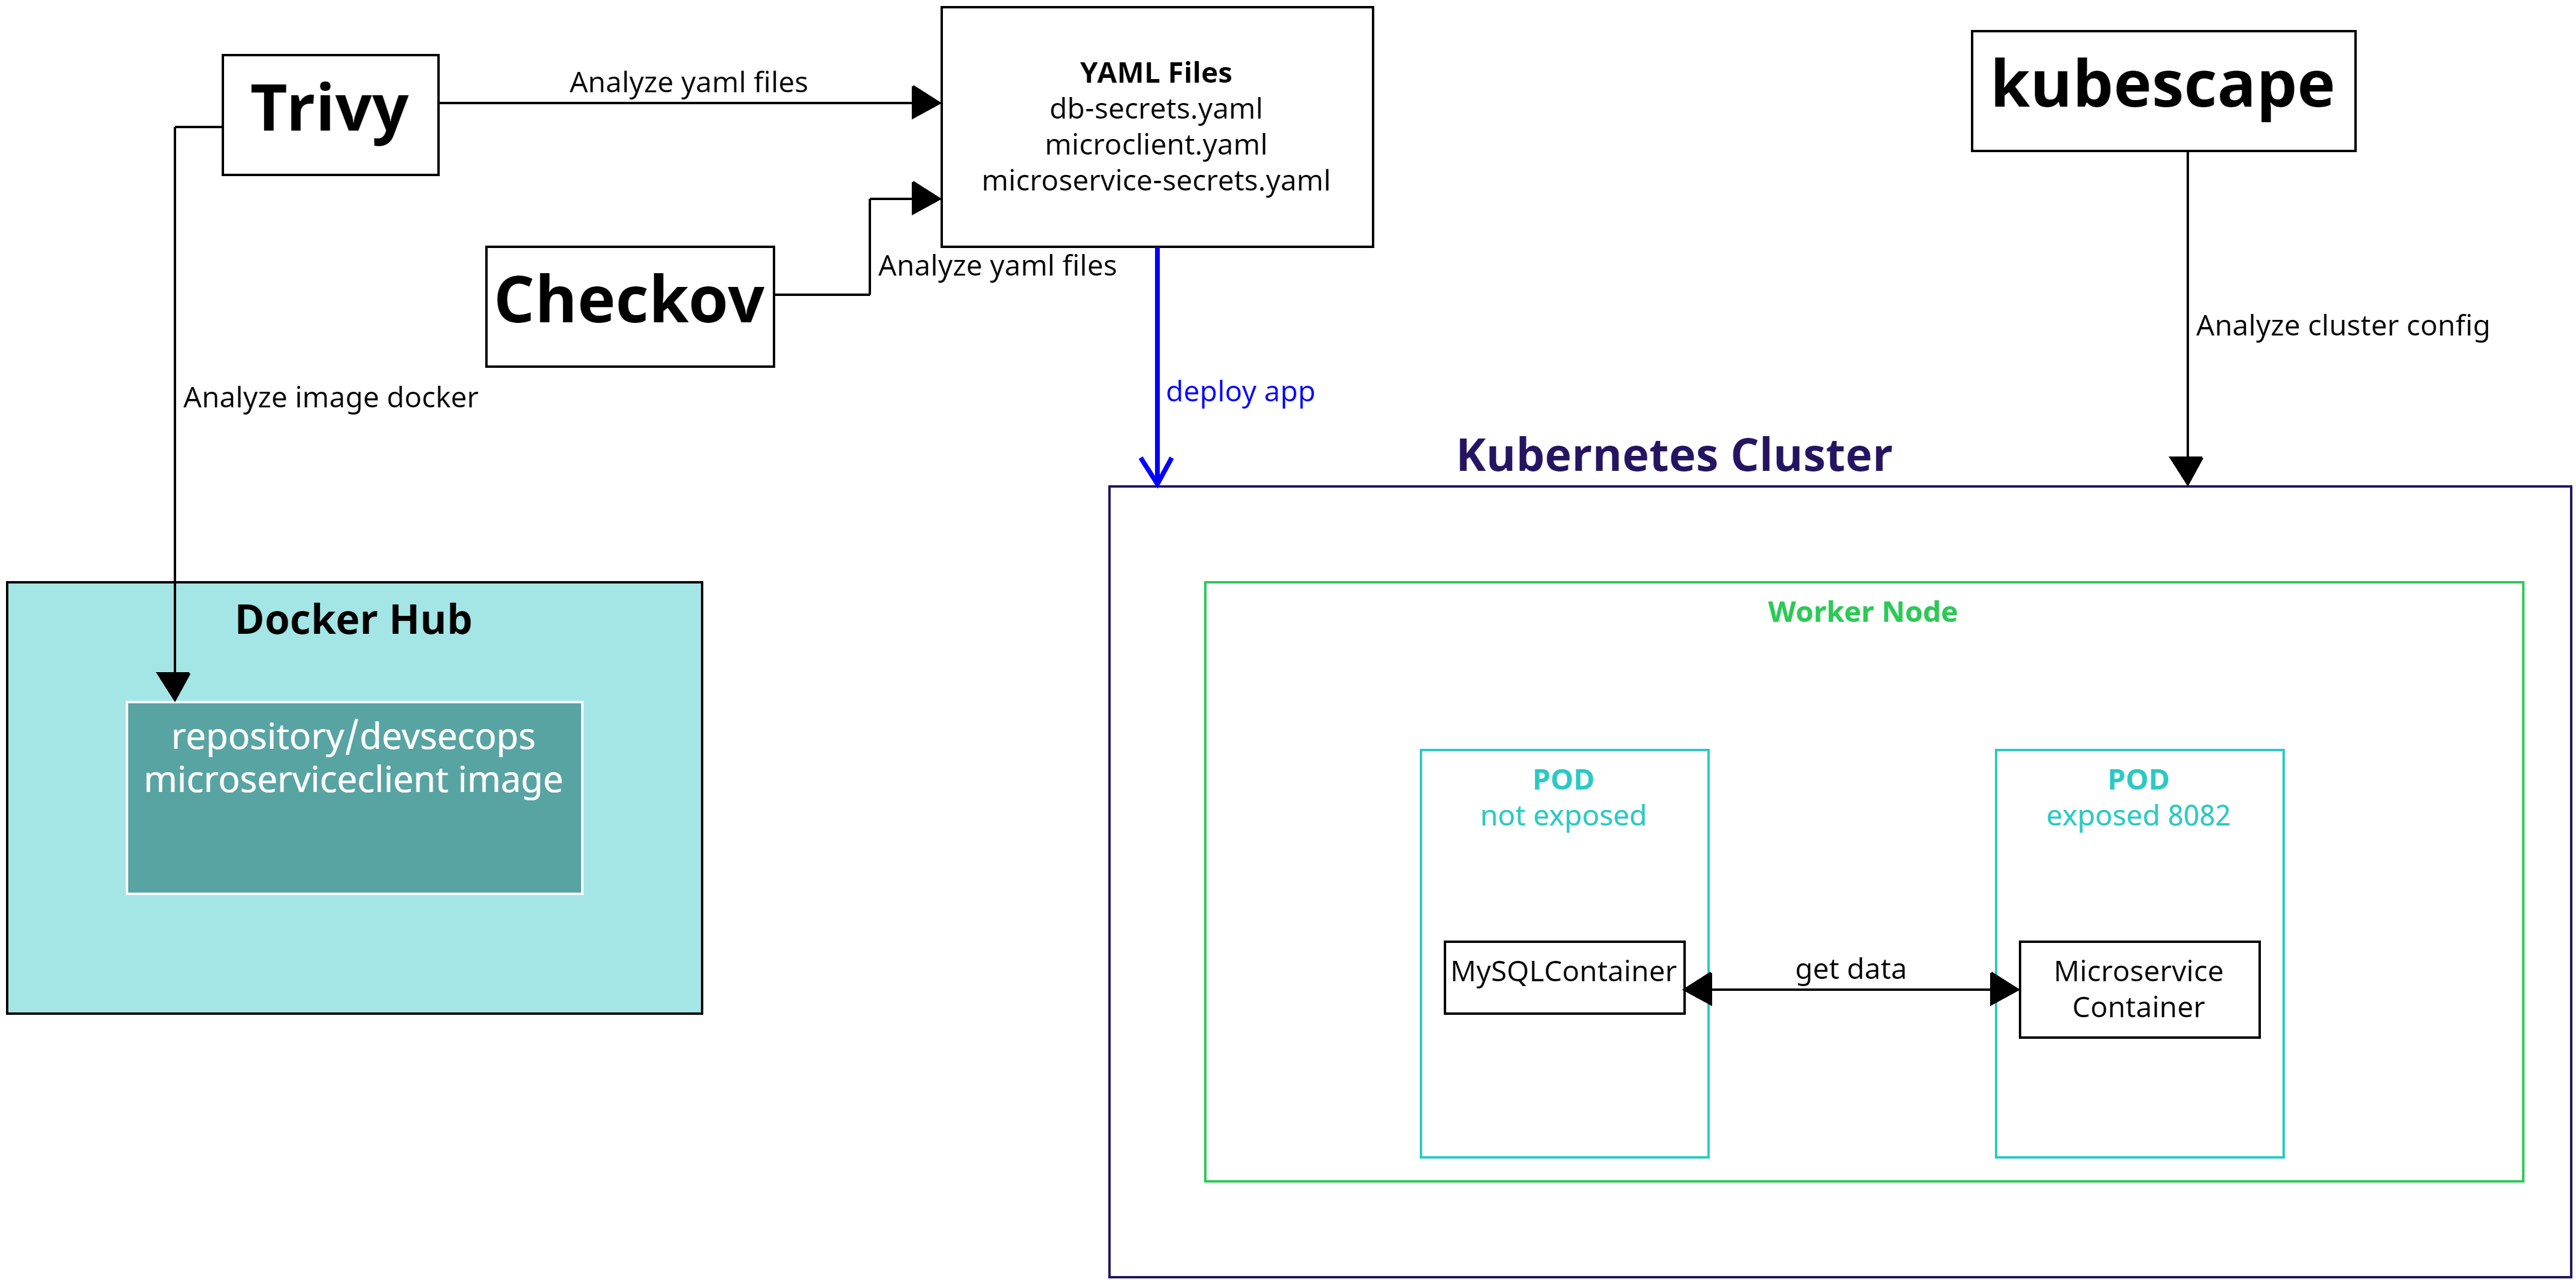 Trivy
Analyze yaml files
YAML Files
db-secrets.yaml
microclient.yaml
microservice-secrets.yaml
kubescape
Checkov
Analyze yaml files
Analyze image docker
deploy app
Analyze cluster config
Kubernetes Cluster
Docker Hub
repository/devsecops
microserviceclient image
Worker Node
POD
not exposed
POD
exposed 8082
MySQLContainer
get data
Microservice
Container